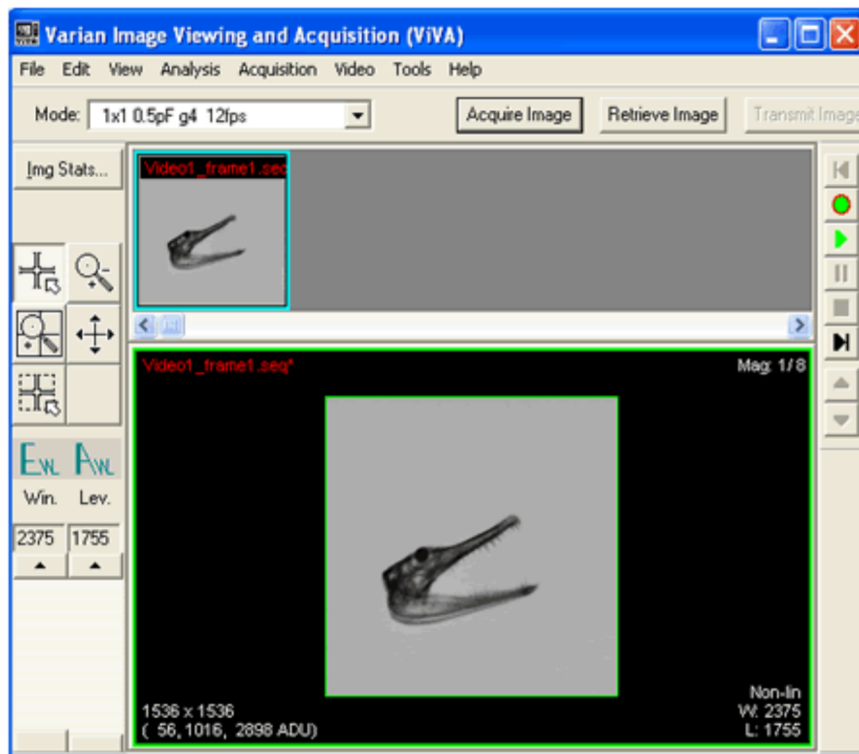 Varian Image Viewing and Acquisition (ViVA)
File Edit View Analysis Acquisition Video Tools Help
Mode: 1x1 0.5pF g4 12fps Acquire Image Retrieve Image Transmit Image
Img Stats...
Video1_frame1.seq
Video1_frame1.seq* Mag: 1/8
EWL AWL
Win. Lev.
2375 1755
1536 x 1536
( 56, 1016, 2898 ADU)
Non-lin
W: 2375
L: 1755